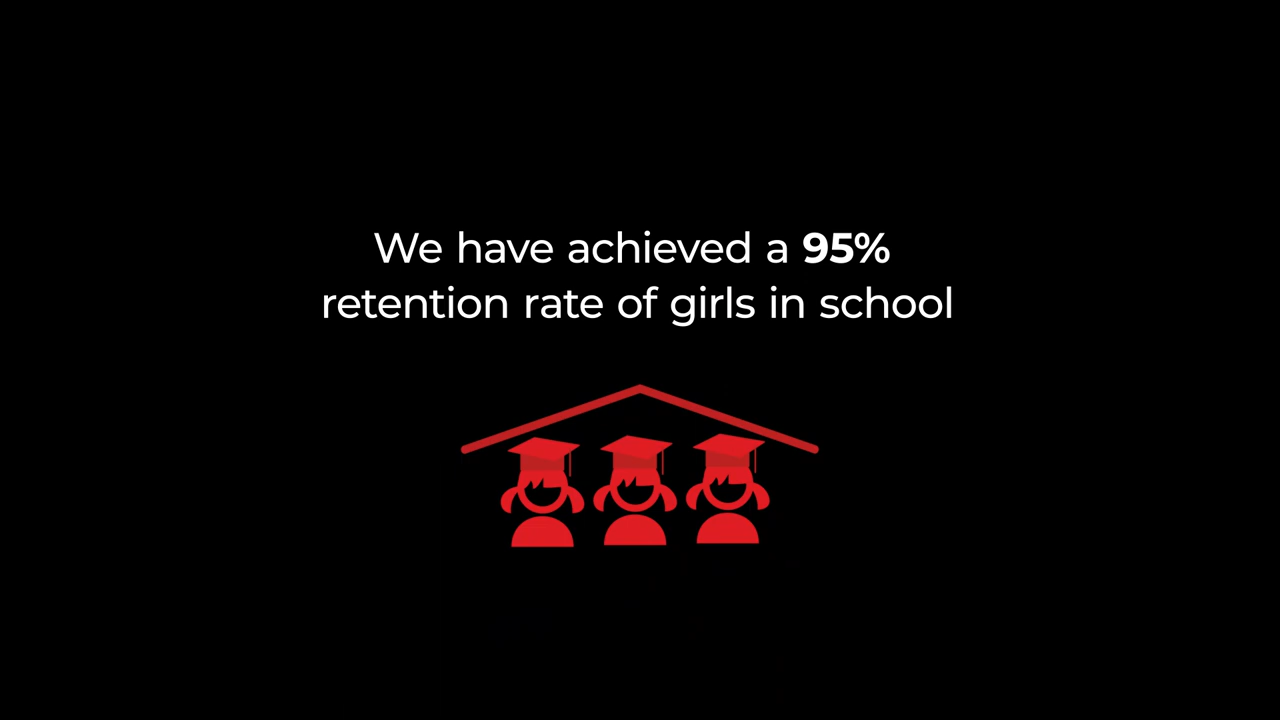 We have achieved a 95%
retention rate of girls in school